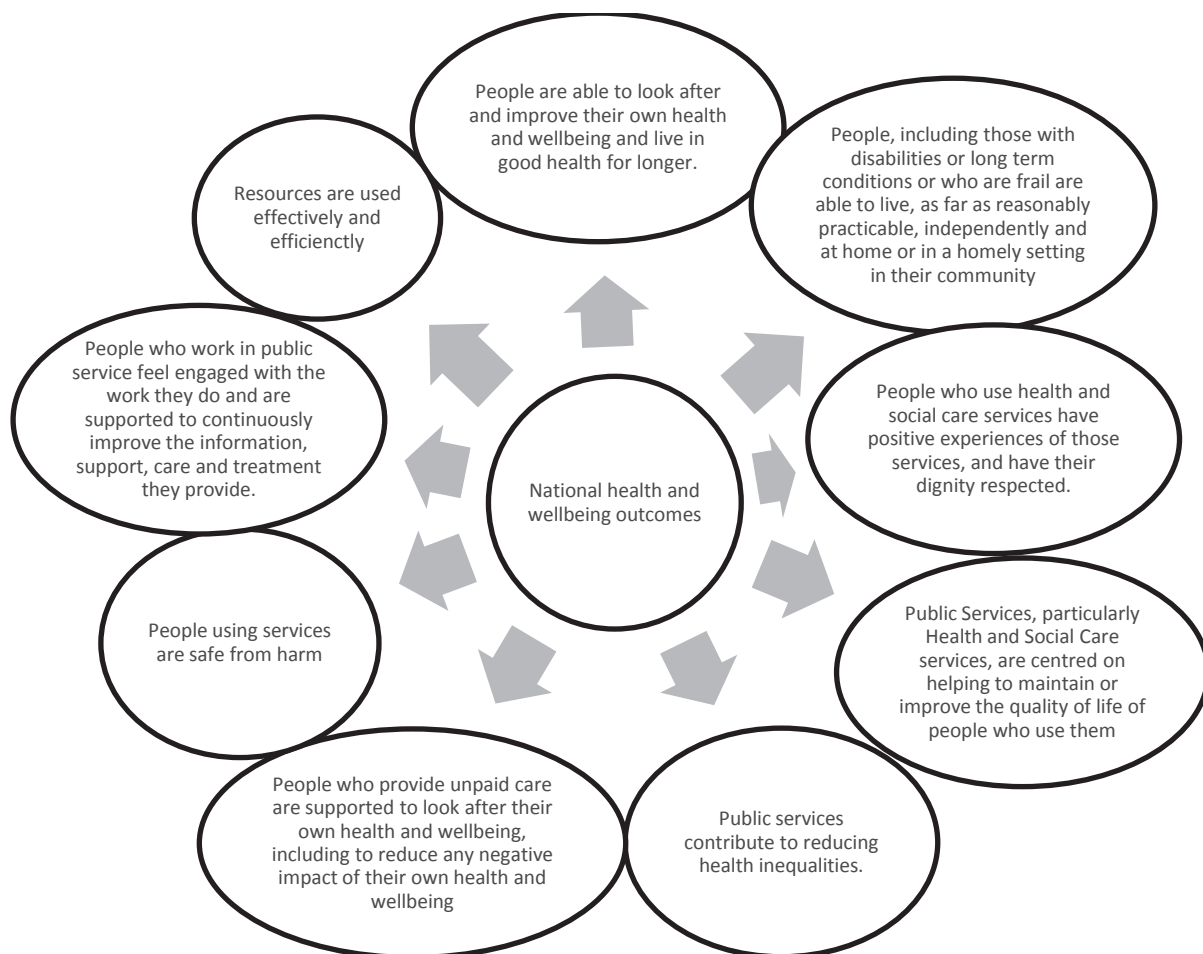 People are able to look after
and improve their own health
and wellbeing and live in
good health for longer.
People, including those with
disabilities or long term
conditions or who are frail are
able to live, as far as reasonably
practicable, independently and
at home or in a homely setting
in their community
People who use health and
social care services have
positive experiences of those
services, and have their
dignity respected.
Public Services, particularly
Health and Social Care
services, are centred on
helping to maintain or
improve the quality of life of
people who use them
Public services
contribute to reducing
health inequalities.
People who provide unpaid care
are supported to look after their
own health and wellbeing,
including to reduce any negative
impact of their own health and
wellbeing
People using services
are safe from harm
People who work in public
service feel engaged with the
work they do and are
supported to continuously
improve the information,
support, care and treatment
they provide.
Resources are used
effectively and
efficienctly
National health and
wellbeing outcomes